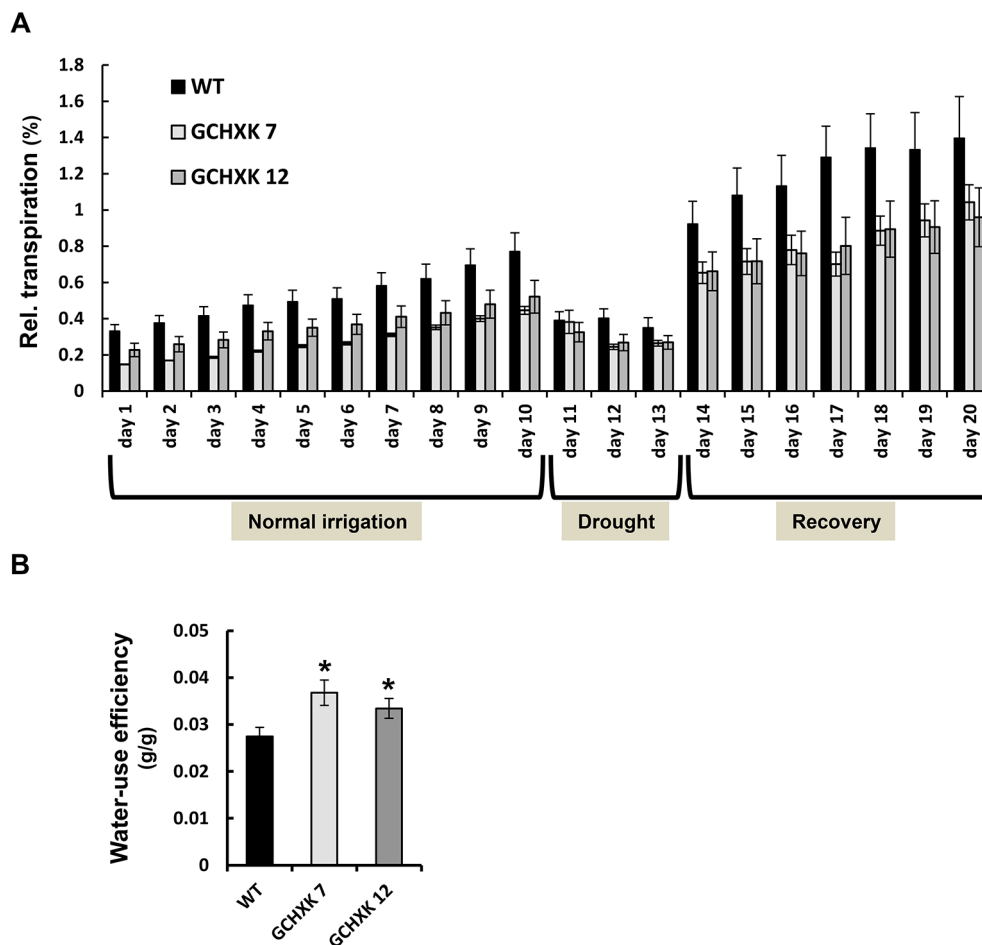 A
Rel. transpiration (%)
1.8
1.6
1.4
1.2
1
0.8
0.6
0.4
0.2
0
WT
GCHXK 7
GCHXK 12
day 1
day 2
day 3
day 4
day 5
day 6
day 7
day 8
day 9
day 10
day 11
day 12
day 13
day 14
day 15
day 16
day 17
day 18
day 19
day 20
Normal irrigation
Drought
Recovery
B
Water-use efficiency
(g/g)
0.05
0.04
0.03
0.02
0.01
0
*
*
WT
GCHXK 7
GCHXK 12